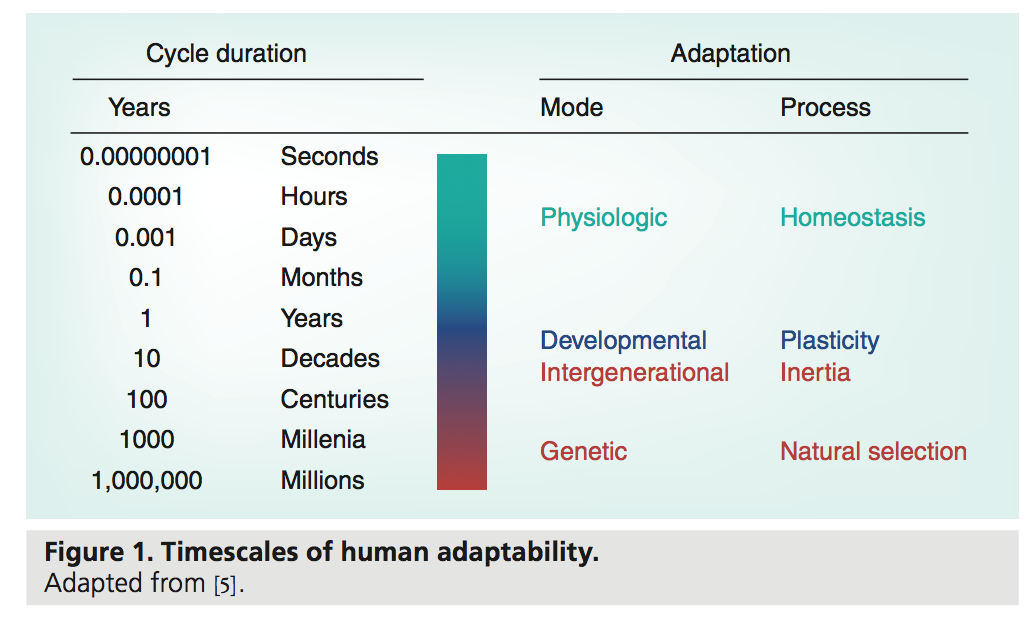 Cycle duration Adaptation
Years Mode Process
0.00000001 Seconds
0.0001 Hours
Physiologic Homeostasis
0.001 Days
0.1 Months
1 Years
Developmental Plasticity
10 Decades
Intergenerational Inertia
100 Centuries
1000 Millenia
Genetic Natural selection
1,000,000 Millions
Figure 1. Timescales of human adaptability.
Adapted from [5].